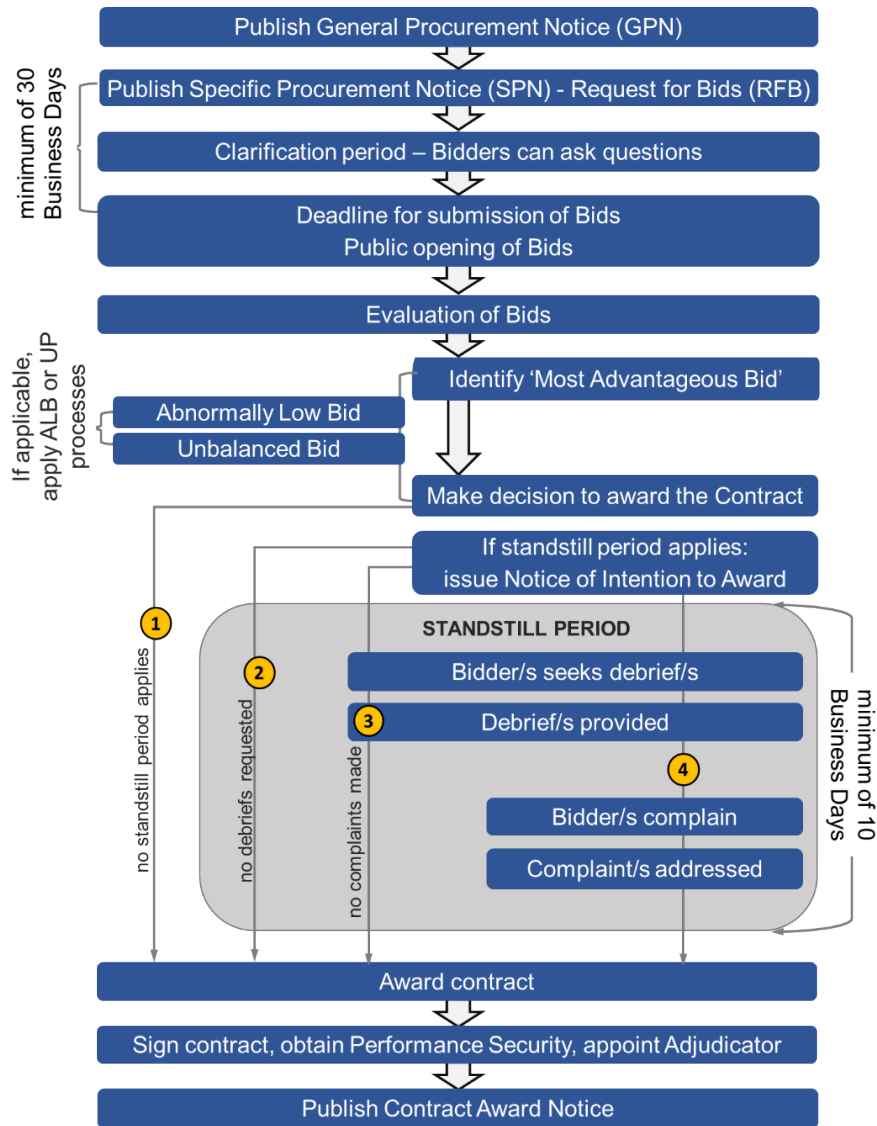 Publish General Procurement Notice (GPN)
minimum of 30
Business Days
Publish Specific Procurement Notice (SPN) - Request for Bids (RFB)
Clarification period – Bidders can ask questions
Deadline for submission of Bids
Public opening of Bids
Evaluation of Bids
If applicable,
apply ALB or UP
processes
Identify ‘Most Advantageous Bid’
Abnormally Low Bid
Unbalanced Bid
Make decision to award the Contract
If standstill period applies:
issue Notice of Intention to Award
STANDSTILL PERIOD
1
no standstill period applies
2
no debriefs requested
Bidder/s seeks debrief/s
3
Debrief/s provided
no complaints made
4
Bidder/s complain
Complaint/s addressed
minimum of 10
Business Days
Award contract
Sign contract, obtain Performance Security, appoint Adjudicator
Publish Contract Award Notice